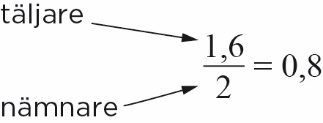 täljare
1,6
2
= 0,8
nämnare